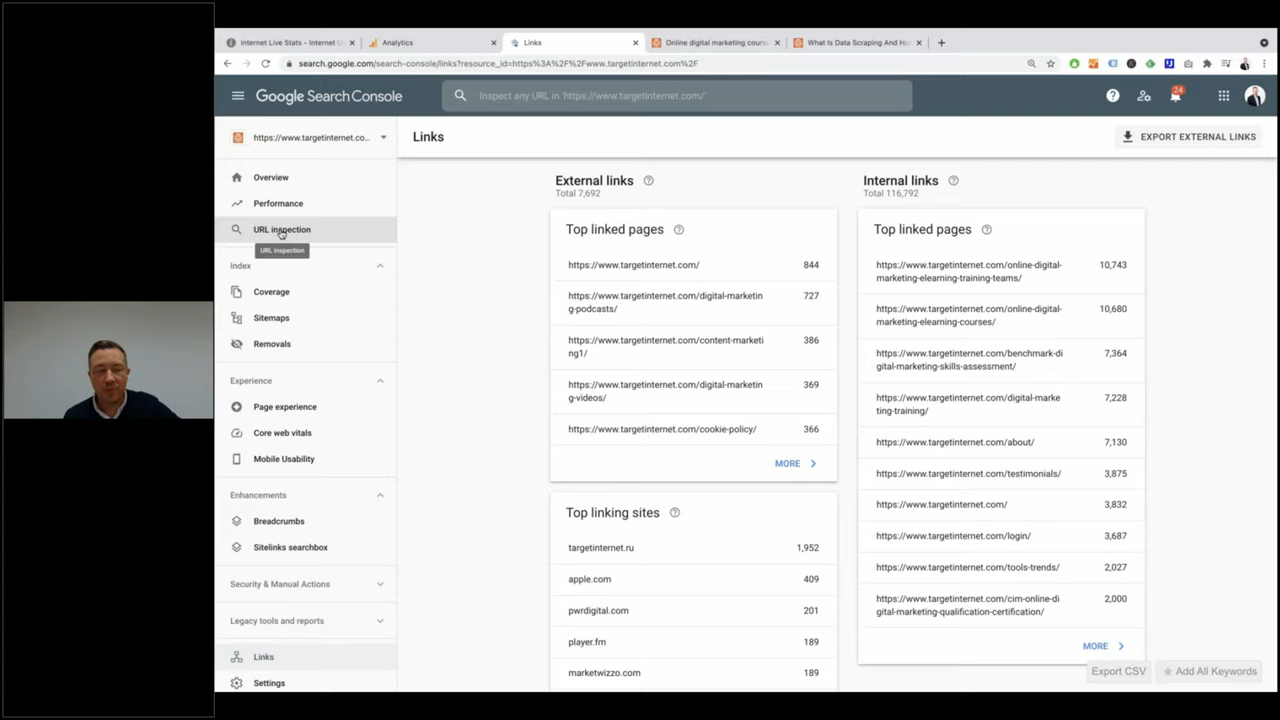 Internet Live Stats - Internet U
Analytics
Links
Online digital marketing cours
What Is Data Scraping And Ho
search.google.com/search-console/links?resource_id=https%3A%2F%2Fwww.targetinternet.com%2F
Google Search Console
Inspect any URL in 'https://www.targetinternet.com/'
24
https://www.targetinternet.co...
Links
EXPORT EXTERNAL LINKS
Overview
Performance
URL inspection
URL inspection
Index
Coverage
Sitemaps
Removals
Experience
Page experience
Core web vitals
Mobile Usability
Enhancements
Breadcrumbs
Sitelinks searchbox
Security & Manual Actions
Legacy tools and reports
Links
Settings
External links
Total 7,692
Top linked pages
https://www.targetinternet.com/ 844
https://www.targetinternet.com/digital-marketin 727
g-podcasts/
https://www.targetinternet.com/content-marketi 386
ng1/
https://www.targetinternet.com/digital-marketin 369
g-videos/
https://www.targetinternet.com/cookie-policy/ 366
MORE
Top linking sites
targetinternet.ru 1,952
apple.com 409
pwrdigital.com 201
player.fm 189
marketwizzo.com 189
Internal links
Total 116,792
Top linked pages
https://www.targetinternet.com/online-digital- 10,743
marketing-elearning-training-teams/
https://www.targetinternet.com/online-digital- 10,680
marketing-elearning-courses/
https://www.targetinternet.com/benchmark-di 7,364
gital-marketing-skills-assessment/
https://www.targetinternet.com/digital-marke 7,228
ting-training/
https://www.targetinternet.com/about/ 7,130
https://www.targetinternet.com/testimonials/ 3,875
https://www.targetinternet.com/ 3,832
https://www.targetinternet.com/login/ 3,687
https://www.targetinternet.com/tools-trends/ 2,027
https://www.targetinternet.com/cim-online-di 2,000
gital-marketing-qualification-certification/
MORE
Export CSV
Add All Keywords